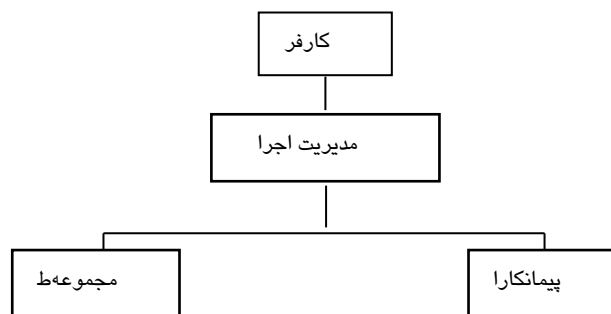 کارفر
مدیریت اجرا
پیمانکارا
مجموعه‌ط